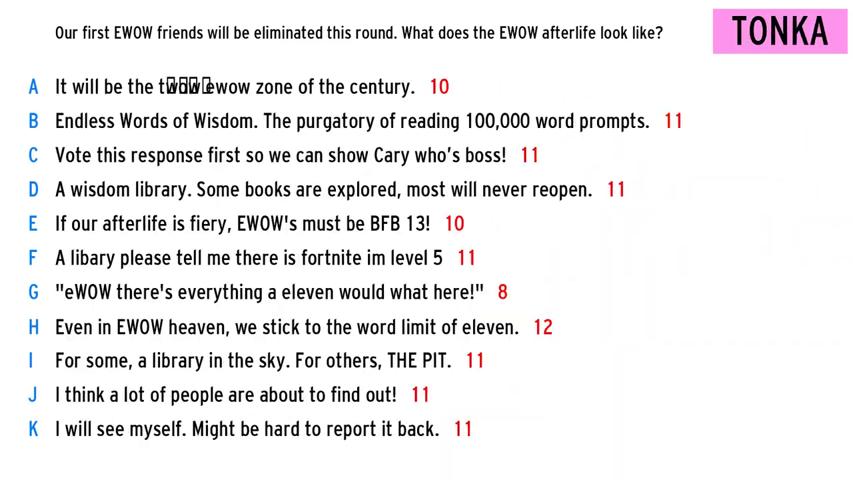 Our first EWOW friends will be eliminated this round. What does the EWOW afterlife look like?
TONKA
A It will be the ewow zone of the century. 10
B Endless Words of Wisdom. The purgatory of reading 100,000 word prompts. 11
C Vote this response first so we can show Cary who's boss! 11
D A wisdom library. Some books are explored, most will never reopen. 11
E If our afterlife is fiery, EWOW's must be BFB 13! 10
F A libary please tell me there is fortnite im level 5 11
G "eWOW there's everything a eleven would what here!" 8
H Even in EWOW heaven, we stick to the word limit of eleven. 12
I For some, a library in the sky. For others, THE PIT. 11
J I think a lot of people are about to find out! 11
K I will see myself. Might be hard to report it back. 11